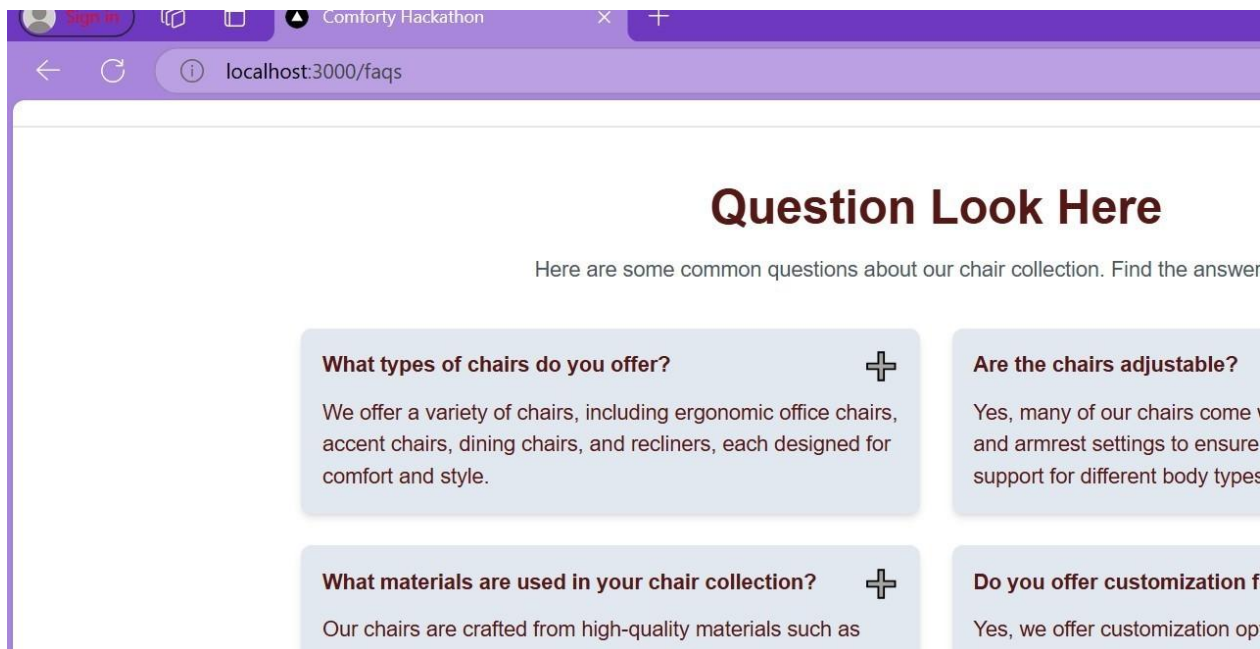 Sign in
Comforty Hackathon
localhost:3000/faqs
Question Look Here
Here are some common questions about our chair collection. Find the answer
What types of chairs do you offer?
We offer a variety of chairs, including ergonomic office chairs,
accent chairs, dining chairs, and recliners, each designed for
comfort and style.
Are the chairs adjustable?
Yes, many of our chairs come
and armrest settings to ensure
support for different body types
What materials are used in your chair collection?
Our chairs are crafted from high-quality materials such as
Do you offer customization
Yes, we offer customization